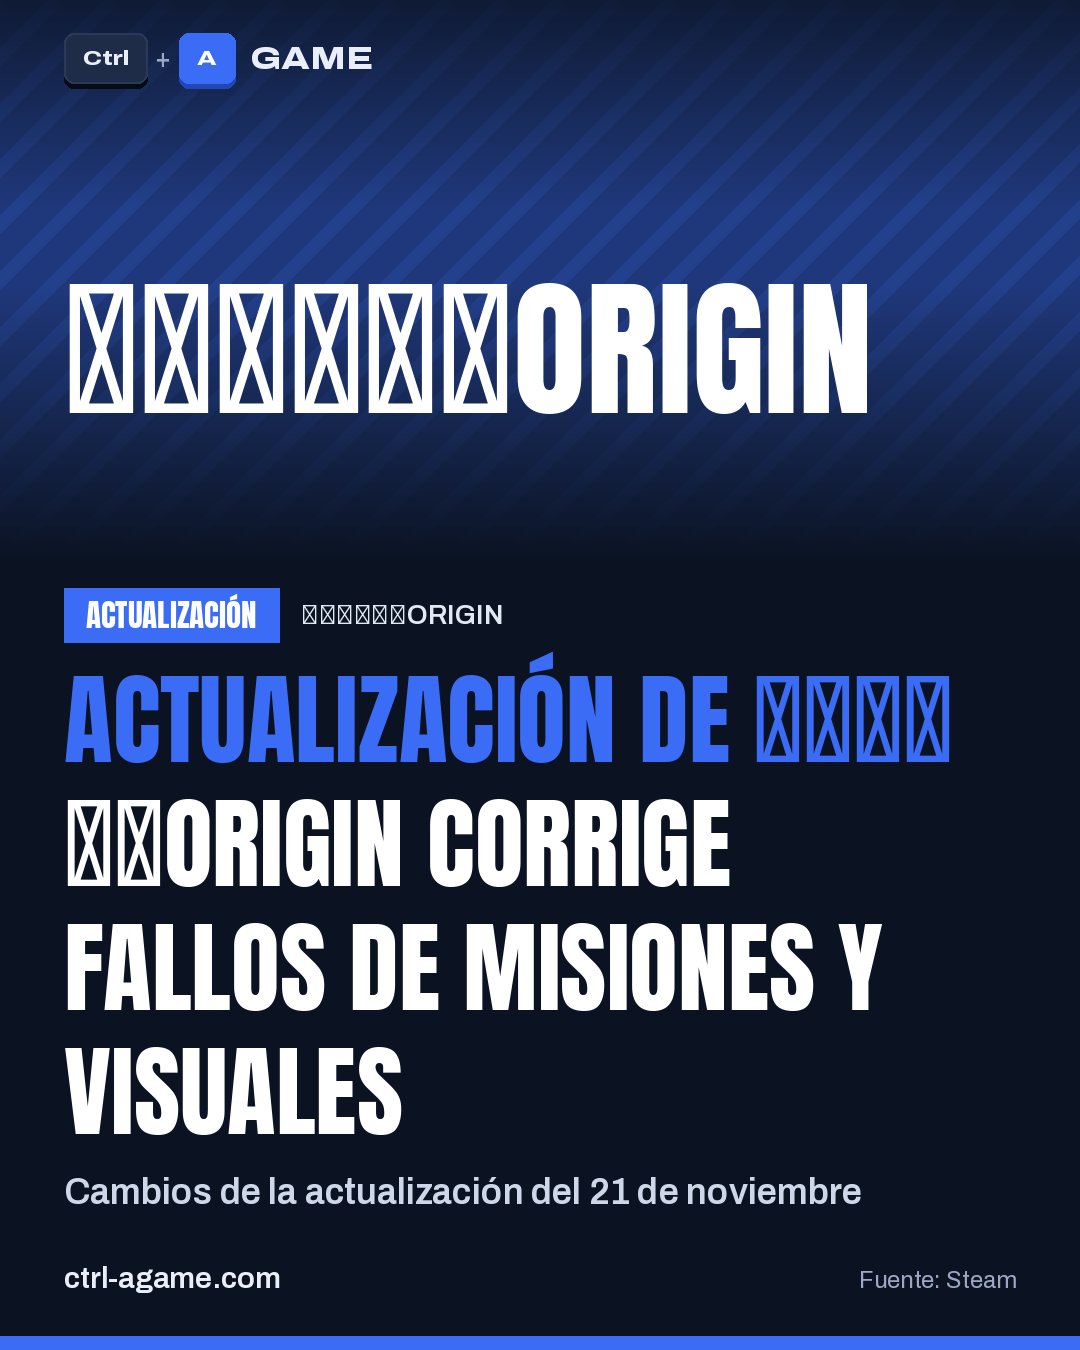 Ctrl + A GAME
ORIGIN
ACTUALIZACIÓN ORIGIN
ACTUALIZACIÓN DE
ORIGIN CORRIGE
FALLOS DE MISIONES Y
VISUALES
Cambios de la actualización del 21 de noviembre
ctrl-agame.com
Fuente: Steam